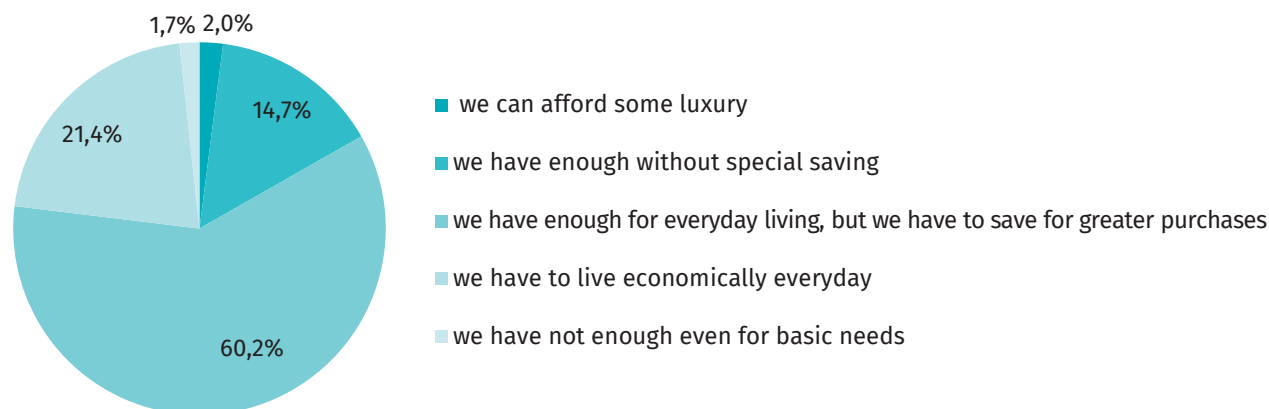 1,7% 2,0%
14,7%
21,4%
60,2%
we can afford some luxury
we have enough without special saving
we have enough for everyday living, but we have to save for greater purchases
we have to live economically everyday
we have not enough even for basic needs